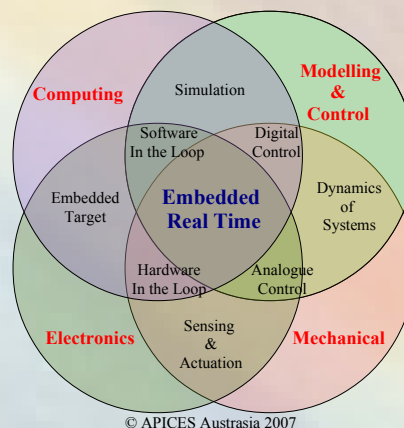 Computing
Modelling
&
Control
Simulation
Software
In the Loop
Digital
Control
Embedded
Target
Embedded
Real Time
Dynamics
of
Systems
Hardware
In the Loop
Analogue
Control
Electronics
Sensing
&
Actuation
Mechanical
© APICES Austrasia 2007